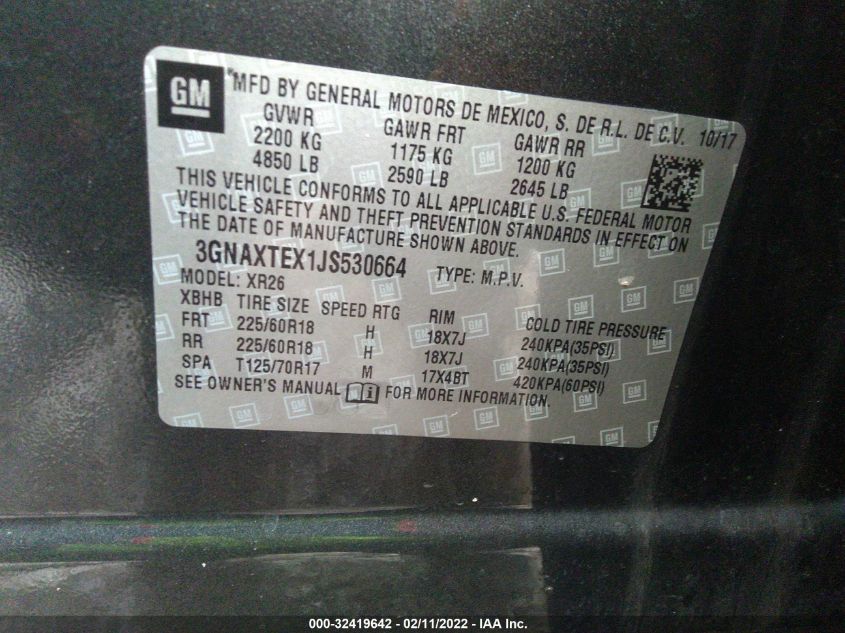 GM
MFD BY GENERAL MOTORS DE MEXICO, S. DE R.L. DE C.V. 10/17
GVWR GAWR FRT GAWR RR
2200 KG 1175 KG 1200 KG
4850 LB 2590 LB 2645 LB
THIS VEHICLE CONFORMS TO ALL APPLICABLE U.S. FEDERAL MOTOR
VEHICLE SAFETY AND THEFT PREVENTION STANDARDS IN EFFECT ON
THE DATE OF MANUFACTURE SHOWN ABOVE.
3GNAXTEX1JS530664 TYPE: M.P.V.
MODEL: XR26
XBHB TIRE SIZE SPEED RTG RIM COLD TIRE PRESSURE
FRT 225/60R18 H 18X7J 240KPA(35PSI)
RR 225/60R18 H 18X7J 240KPA(35PSI)
SPA T125/70R17 M 17X4BT 420KPA(60PSI)
SEE OWNER'S MANUAL i FOR MORE INFORMATION.
000-32419642 - 02/11/2022 - IAA Inc.